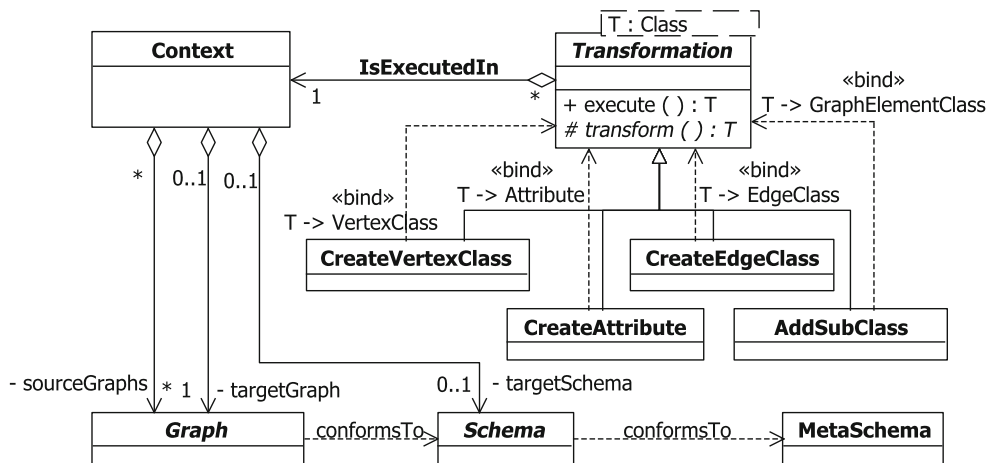 T : Class
Context
Transformation
IsExecutedIn
1
*
+ execute ( ) : T
# transform ( ) : T
«bind»
T -> GraphElementClass
*
0..1
0..1
«bind»
T -> VertexClass
«bind»
T -> Attribute
«bind»
T -> EdgeClass
CreateVertexClass
CreateEdgeClass
CreateAttribute
AddSubClass
- sourceGraphs
*
1
- targetGraph
0..1
- targetSchema
Graph
conformsTo
Schema
conformsTo
MetaSchema